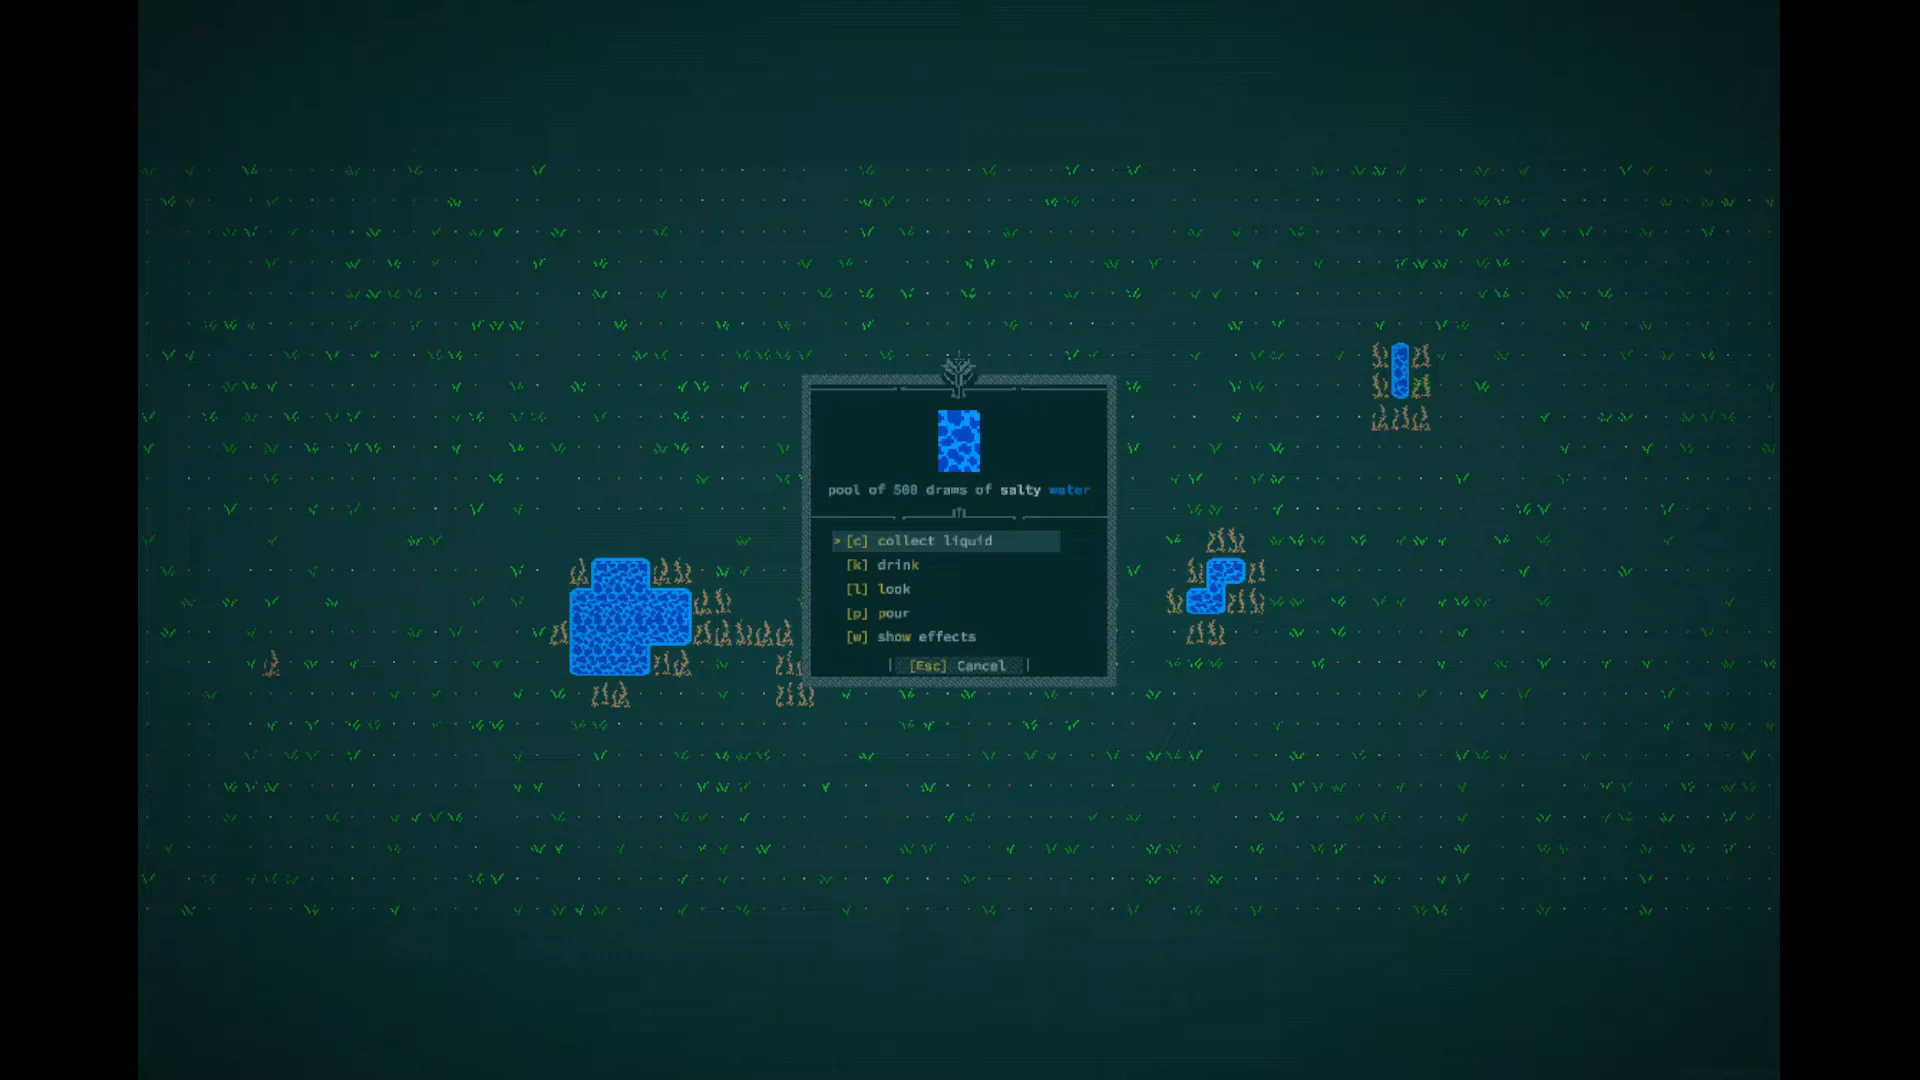 pool of 500 drams of salty water
> [c] collect liquid
[k] drink
[l] look
[p] pour
[w] show effects
[Esc] Cancel